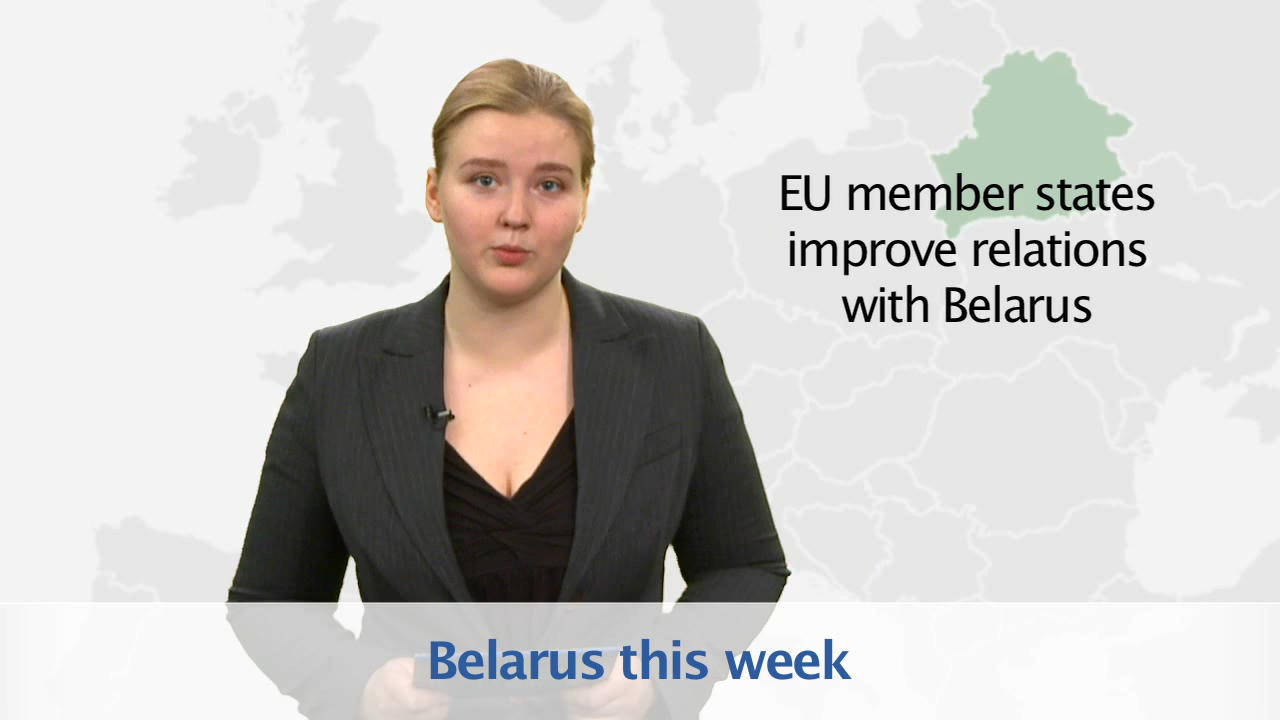 EU member states
improve relations
with Belarus
Belarus this week